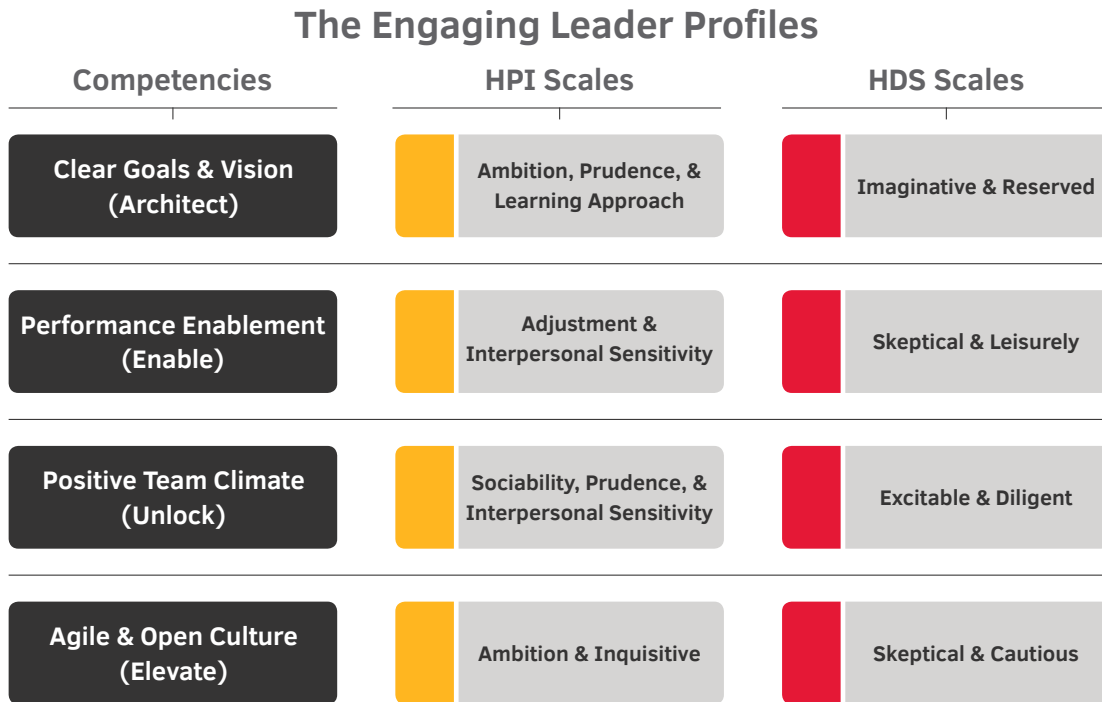 The Engaging Leader Profiles
Competencies
HPI Scales
HDS Scales
Clear Goals & Vision
(Architect)
Ambition, Prudence, &
Learning Approach
Imaginative & Reserved
Performance Enablement
(Enable)
Adjustment &
Interpersonal Sensitivity
Skeptical & Leisurely
Positive Team Climate
(Unlock)
Sociability, Prudence, &
Interpersonal Sensitivity
Excitable & Diligent
Agile & Open Culture
(Elevate)
Ambition & Inquisitive
Skeptical & Cautious